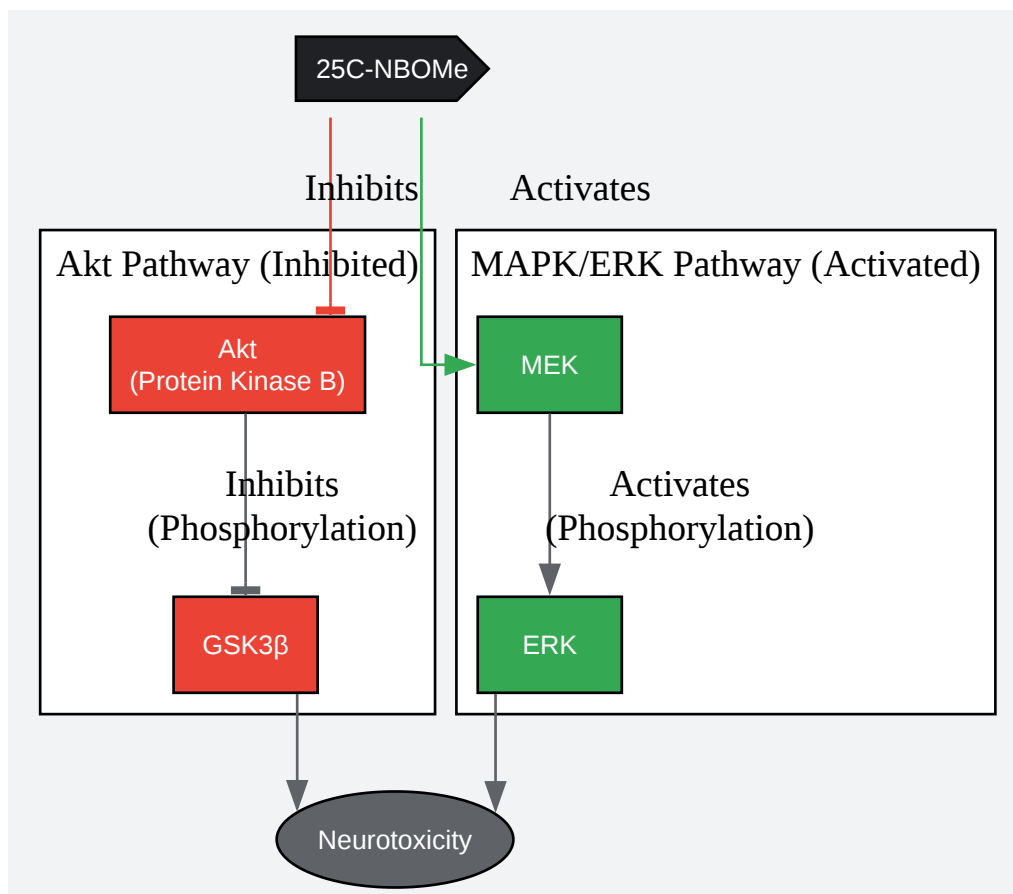 25C-NBOMe
Inhibits
Activates
Akt Pathway (Inhibited)
MAPK/ERK Pathway (Activated)
Akt
(Protein Kinase B)
MEK
Inhibits
(Phosphorylation)
Activates
(Phosphorylation)
GSK3β
ERK
Neurotoxicity